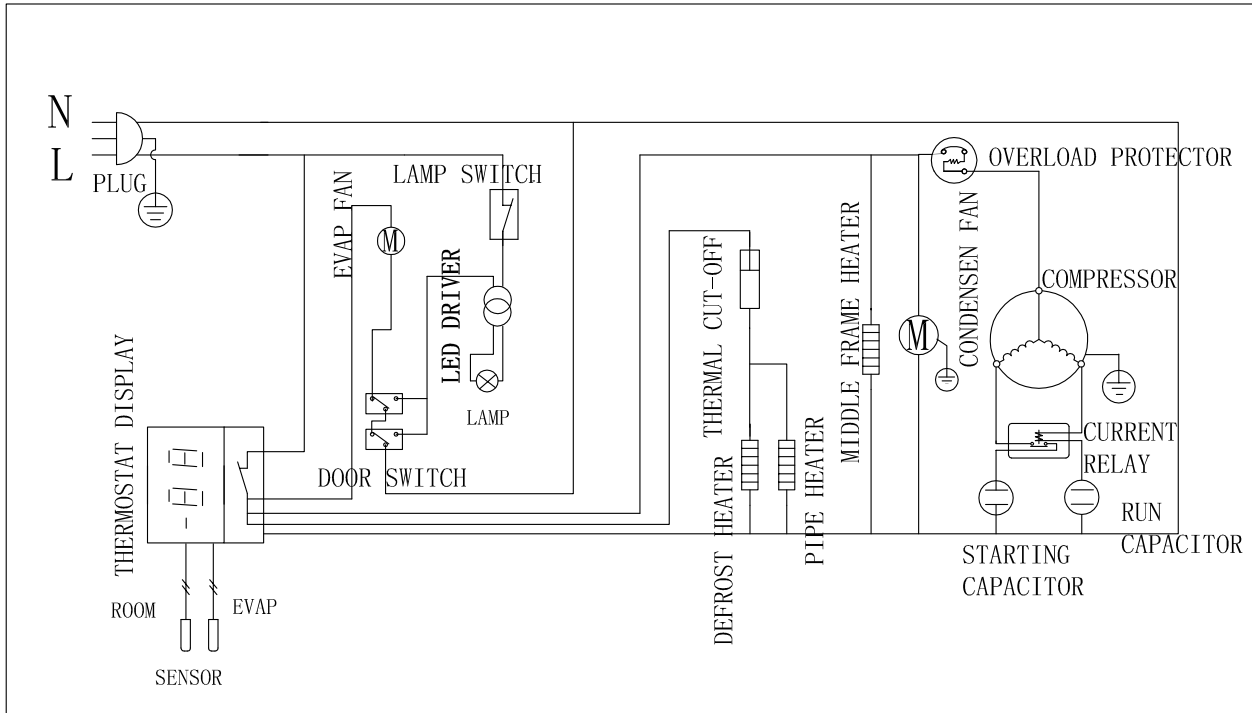 N
L
PLUG
LAMP SWITCH
EVAP FAN
M
LED DRIVER
LAMP
DOOR SWITCH
THERMOSTAT DISPLAY
ROOM
EVAP
SENSOR
THERMAL CUT-OFF
DEFROST HEATER
PIPE HEATER
MIDDLE FRAME HEATER
M
CONDENSEN FAN
OVERLOAD PROTECTOR
COMPRESSOR
CURRENT
RELAY
RUN
CAPACITOR
STARTING
CAPACITOR